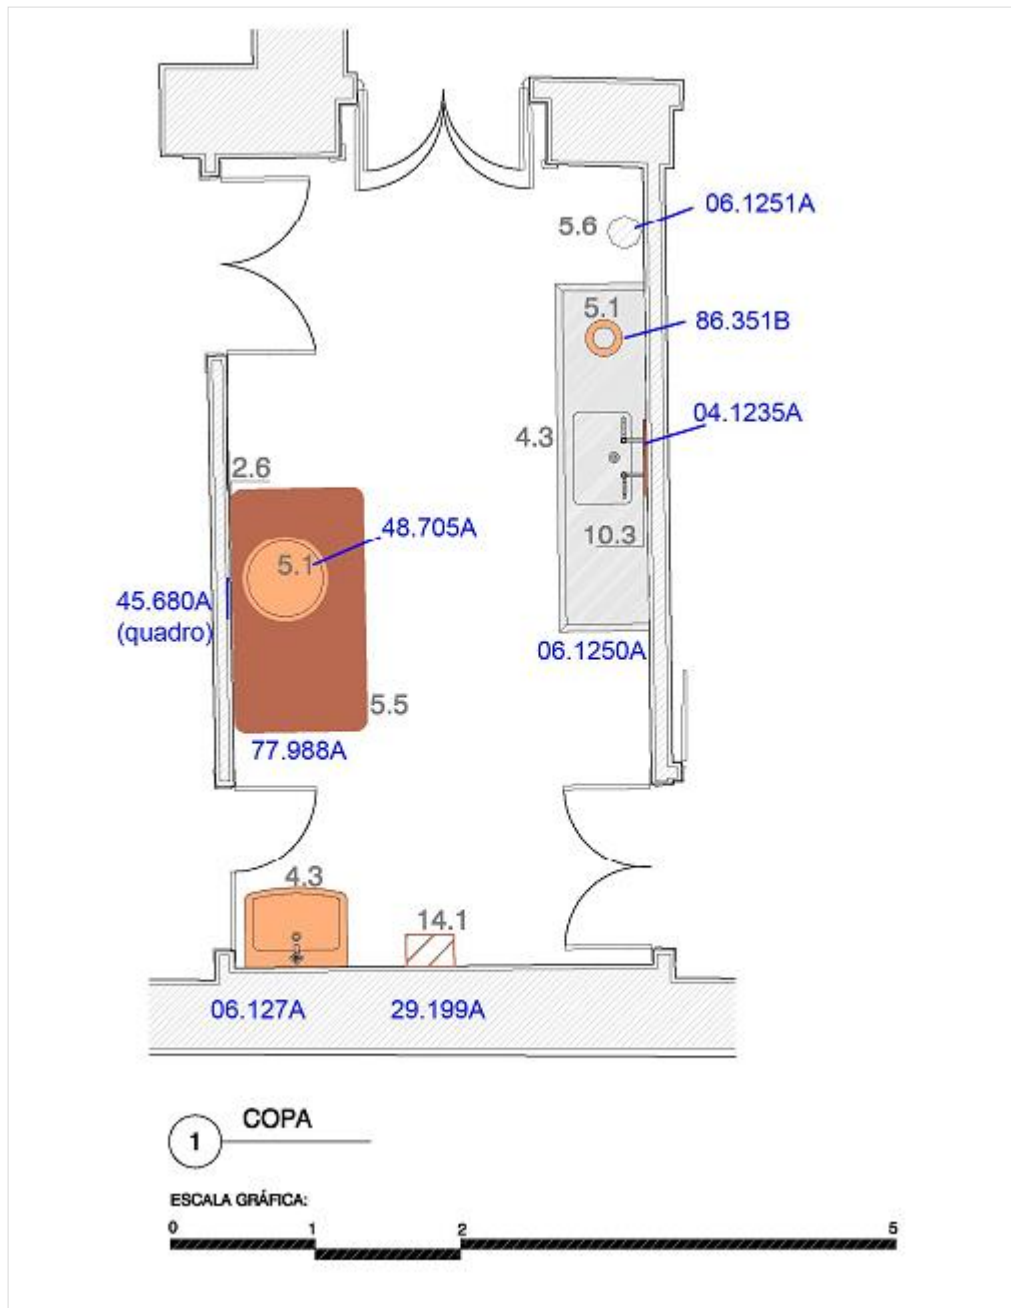 06.1251A
5.6
5.1
86.351B
04.1235A
4.3
2.6
48.705A
10.3
5.1
45.680A
(quadro)
06.1250A
5.5
77.988A
4.3
14.1
06.127A
29.199A
1 COPA
ESCALA GRÁFICA:
0 1 2 5